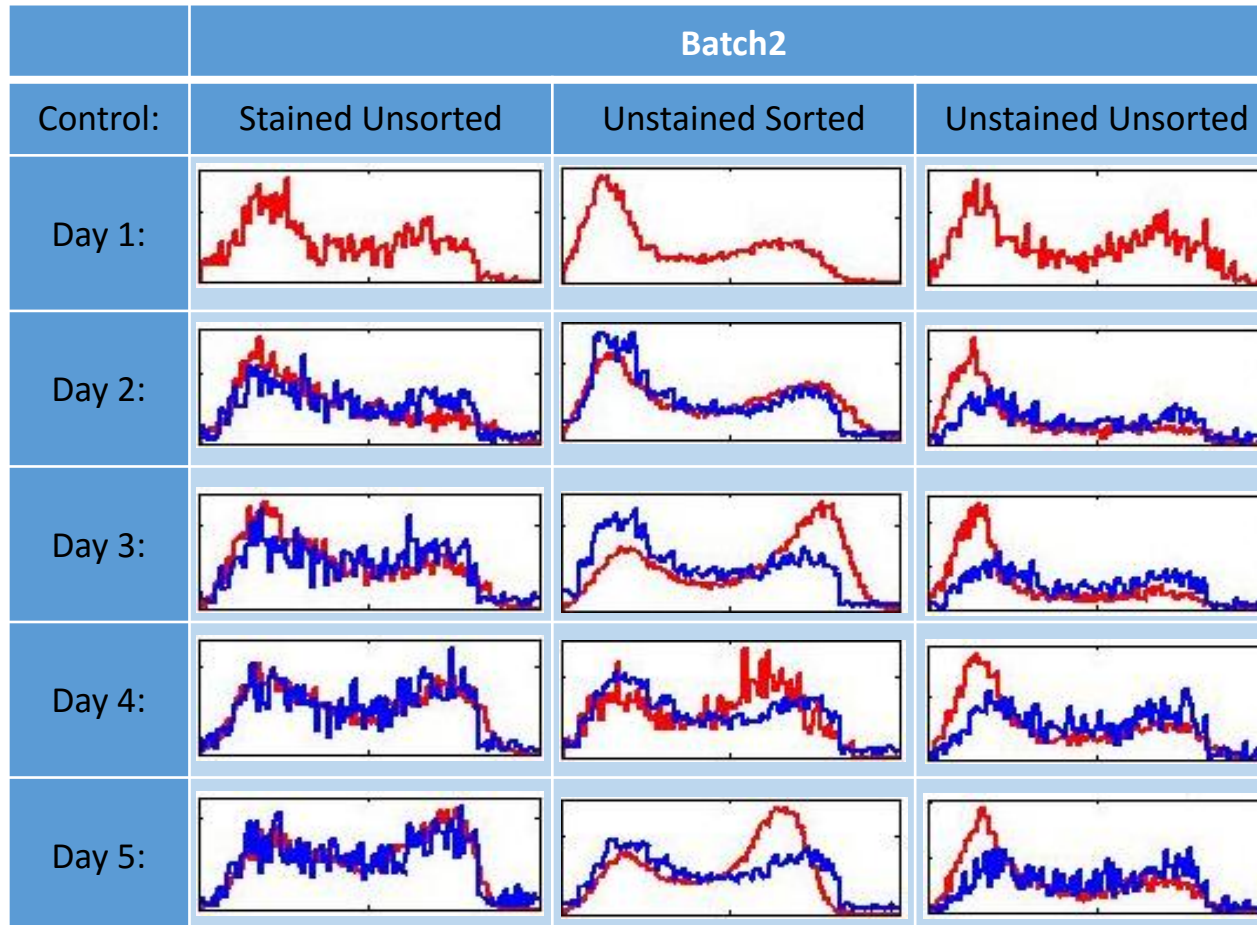 Batch2
Control: Stained Unsorted Unstained Sorted Unstained Unsorted
Day 1:
Day 2:
Day 3:
Day 4:
Day 5: